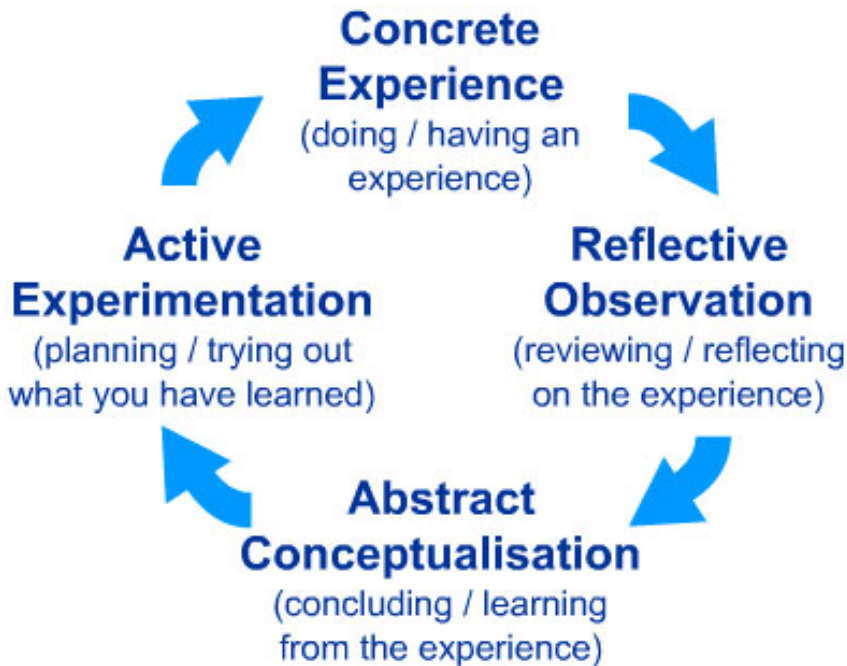 Concrete
Experience
(doing / having an
experience)
Reflective
Observation
(reviewing / reflecting
on the experience)
Abstract
Conceptualisation
(concluding / learning
from the experience)
Active
Experimentation
(planning / trying out
what you have learned)